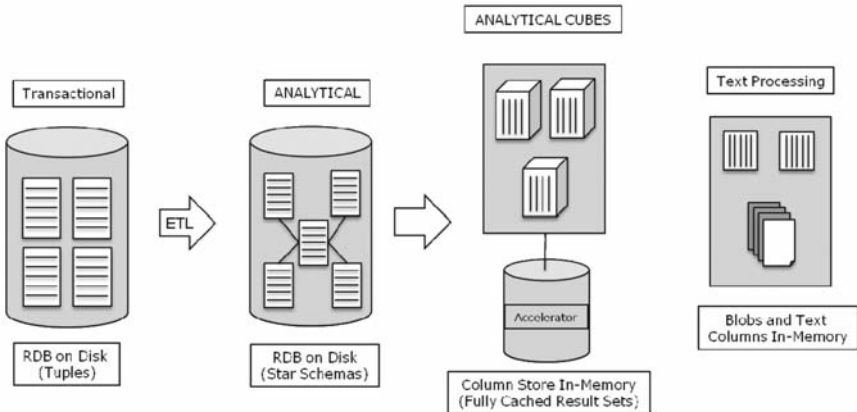 ANALYTICAL CUBES
Transactional
ANALYTICAL
Text Processing
ETL
Accelerator
RDB on Disk
(Tuples)
RDB on Disk
(Star Schemas)
Column Store In-Memory
(Fully Cached Result Sets)
Blobs and Text
Columns In-Memory